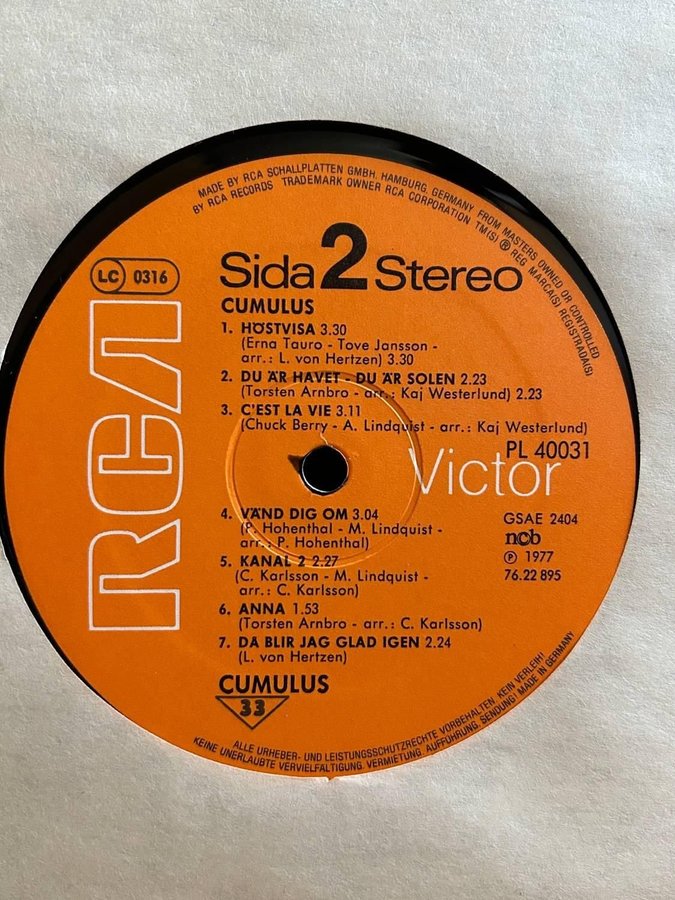 MADE BY RCA SCHALLPLATTEN GMBH, HAMBURG, GERMANY, FROM MASTERS OWNED OR CONTROLLED
BY RCA RECORDS TRADEMARK OWNER RCA CORPORATION TM(S) ® REG MARCA(S) REGISTRADA(S)
LC 0316
Sida 2 Stereo
CUMULUS
1. HÖSTVISA 3.30
(Erna Tauro - Tove Jansson -
arr.: L. von Hertzen) 3.30
2. DU ÄR HAVET - DU ÄR SOLEN 2.23
(Torsten Arnbro - arr.: Kaj Westerlund) 2.23
3. C'EST LA VIE 3.11
(Chuck Berry - A. Lindquist - arr.: Kaj Westerlund)
PL 40031
RCA
Victor
4. VÄND DIG OM 3.04
(P. Hohenthal - M. Lindquist -
arr.: P. Hohenthal)
5. KANAL 2 2.27
(C. Karlsson - M. Lindquist -
arr.: C. Karlsson)
6. ANNA 1.53
(Torsten Arnbro - arr.: C. Karlsson)
7. DA BLIR JAG GLAD IGEN 2.24
(L. von Hertzen)
GSAE 2404
ncb
℗ 1977
76.22 895
CUMULUS
33
ALLE URHEBER- UND LEISTUNGSSCHUTZRECHTE VORBEHALTEN. KEIN VERLEIH!
KEINE UNERLAUBTE VERVIELFÄLTIGUNG, VERMIETUNG, AUFFÜHRUNG, SENDUNG! MADE IN GERMANY